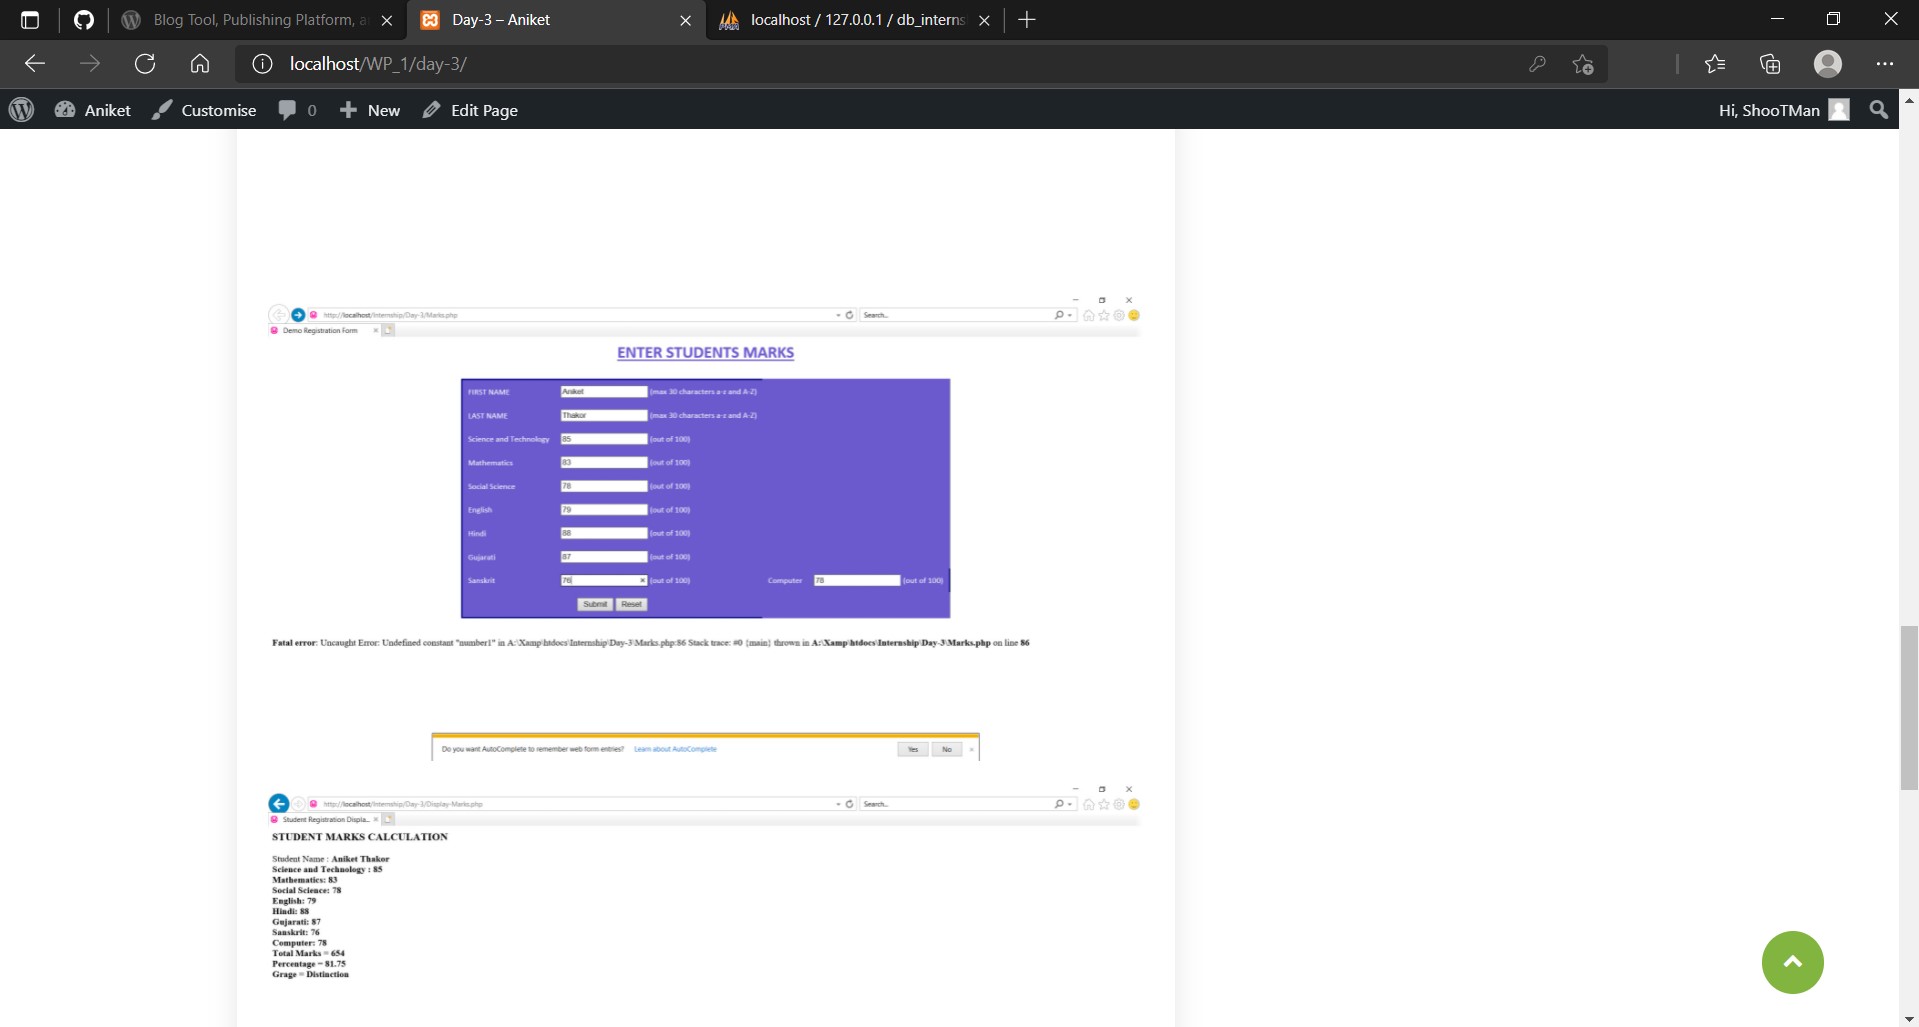 Blog Tool, Publishing Platform, a
Day-3 – Aniket
localhost / 127.0.0.1 / db_interns
localhost/WP_1/day-3/
Aniket
Customise
0
New
Edit Page
Hi, ShooTMan
http://localhost/Internship/Day-3/Marks.php
Search...
Demo Registration Form
ENTER STUDENTS MARKS
FIRST NAME Aniket (max 30 characters a-z and A-Z)
LAST NAME Thakor (max 30 characters a-z and A-Z)
Science and Technology 85 (out of 100)
Mathematics 83 (out of 100)
Social Science 78 (out of 100)
English 79 (out of 100)
Hindi 88 (out of 100)
Gujarati 87 (out of 100)
Sanskrit 76 (out of 100) Computer 78 (out of 100)
Submit Reset
Fatal error: Uncaught Error: Undefined constant "number1" in A:\Xamp\htdocs\Internship\Day-3\Marks.php:86 Stack trace: #0 {main} thrown in A:\Xamp\htdocs\Internship\Day-3\Marks.php on line 86
Do you want AutoComplete to remember web form entries? Learn about AutoComplete Yes No
http://localhost/Internship/Day-3/Display-Marks.php
Search...
Student Registration Displa...
STUDENT MARKS CALCULATION
Student Name : Aniket Thakor
Science and Technology : 85
Mathematics: 83
Social Science: 78
English: 79
Hindi: 88
Gujarati: 87
Sanskrit: 76
Computer: 78
Total Marks = 654
Percentage = 81.75
Grage = Distinction